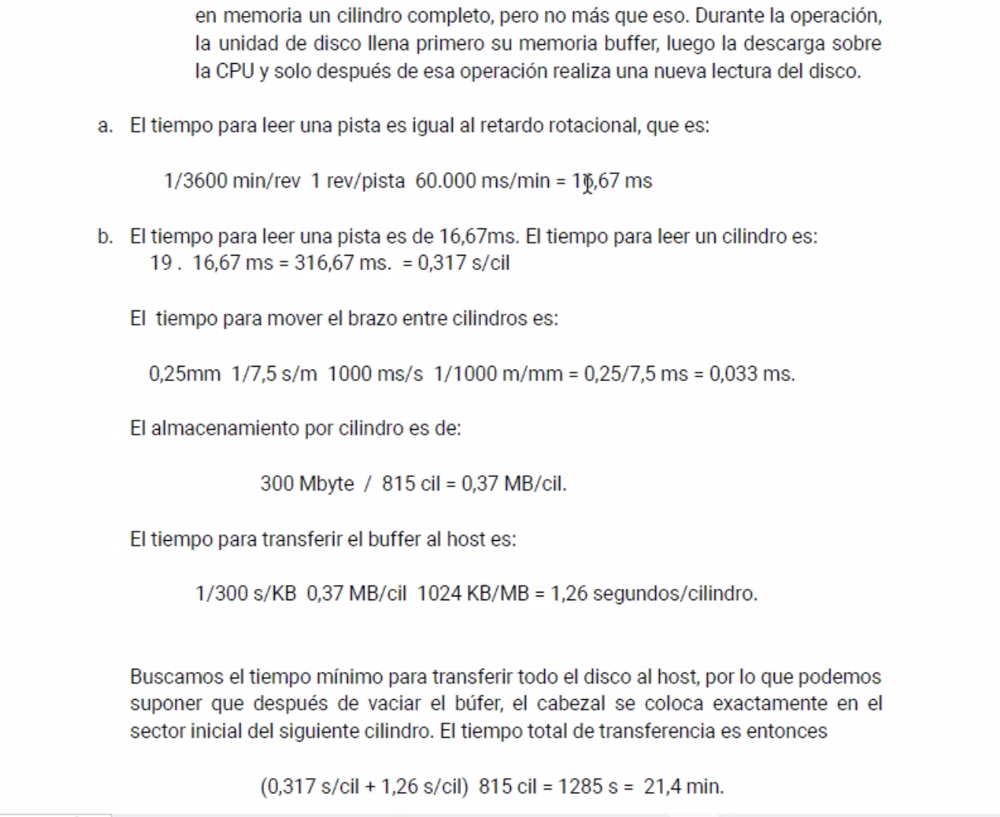 en memoria un cilindro completo, pero no más que eso. Durante la operación,
la unidad de disco llena primero su memoria buffer, luego la descarga sobre
la CPU y solo después de esa operación realiza una nueva lectura del disco.
a. El tiempo para leer una pista es igual al retardo rotacional, que es:
1/3600 min/rev 1 rev/pista 60.000 ms/min = 16,67 ms
b. El tiempo para leer una pista es de 16,67ms. El tiempo para leer un cilindro es:
19 . 16,67 ms = 316,67 ms. = 0,317 s/cil
El tiempo para mover el brazo entre cilindros es:
0,25mm 1/7,5 s/m 1000 ms/s 1/1000 m/mm = 0,25/7,5 ms = 0,033 ms.
El almacenamiento por cilindro es de:
300 Mbyte / 815 cil = 0,37 MB/cil.
El tiempo para transferir el buffer al host es:
1/300 s/KB 0,37 MB/cil 1024 KB/MB = 1,26 segundos/cilindro.
Buscamos el tiempo mínimo para transferir todo el disco al host, por lo que podemos
suponer que después de vaciar el búfer, el cabezal se coloca exactamente en el
sector inicial del siguiente cilindro. El tiempo total de transferencia es entonces
(0,317 s/cil + 1,26 s/cil) 815 cil = 1285 s = 21,4 min.